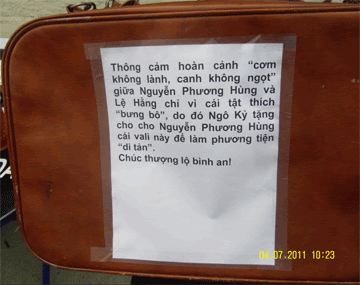 Thông cảm hoàn cảnh “cơm
không lành, canh không ngọt”
giữa Nguyễn Phương Hùng và
Lệ Hằng chỉ vì cái tật thích
“bưng bô”, do đó Ngô Kỷ tặng
cho cho Nguyễn Phương Hùng
cái vali này để làm phương tiện
“di tản”.
Chúc thượng lộ bình an!
04.07.2011 10:23